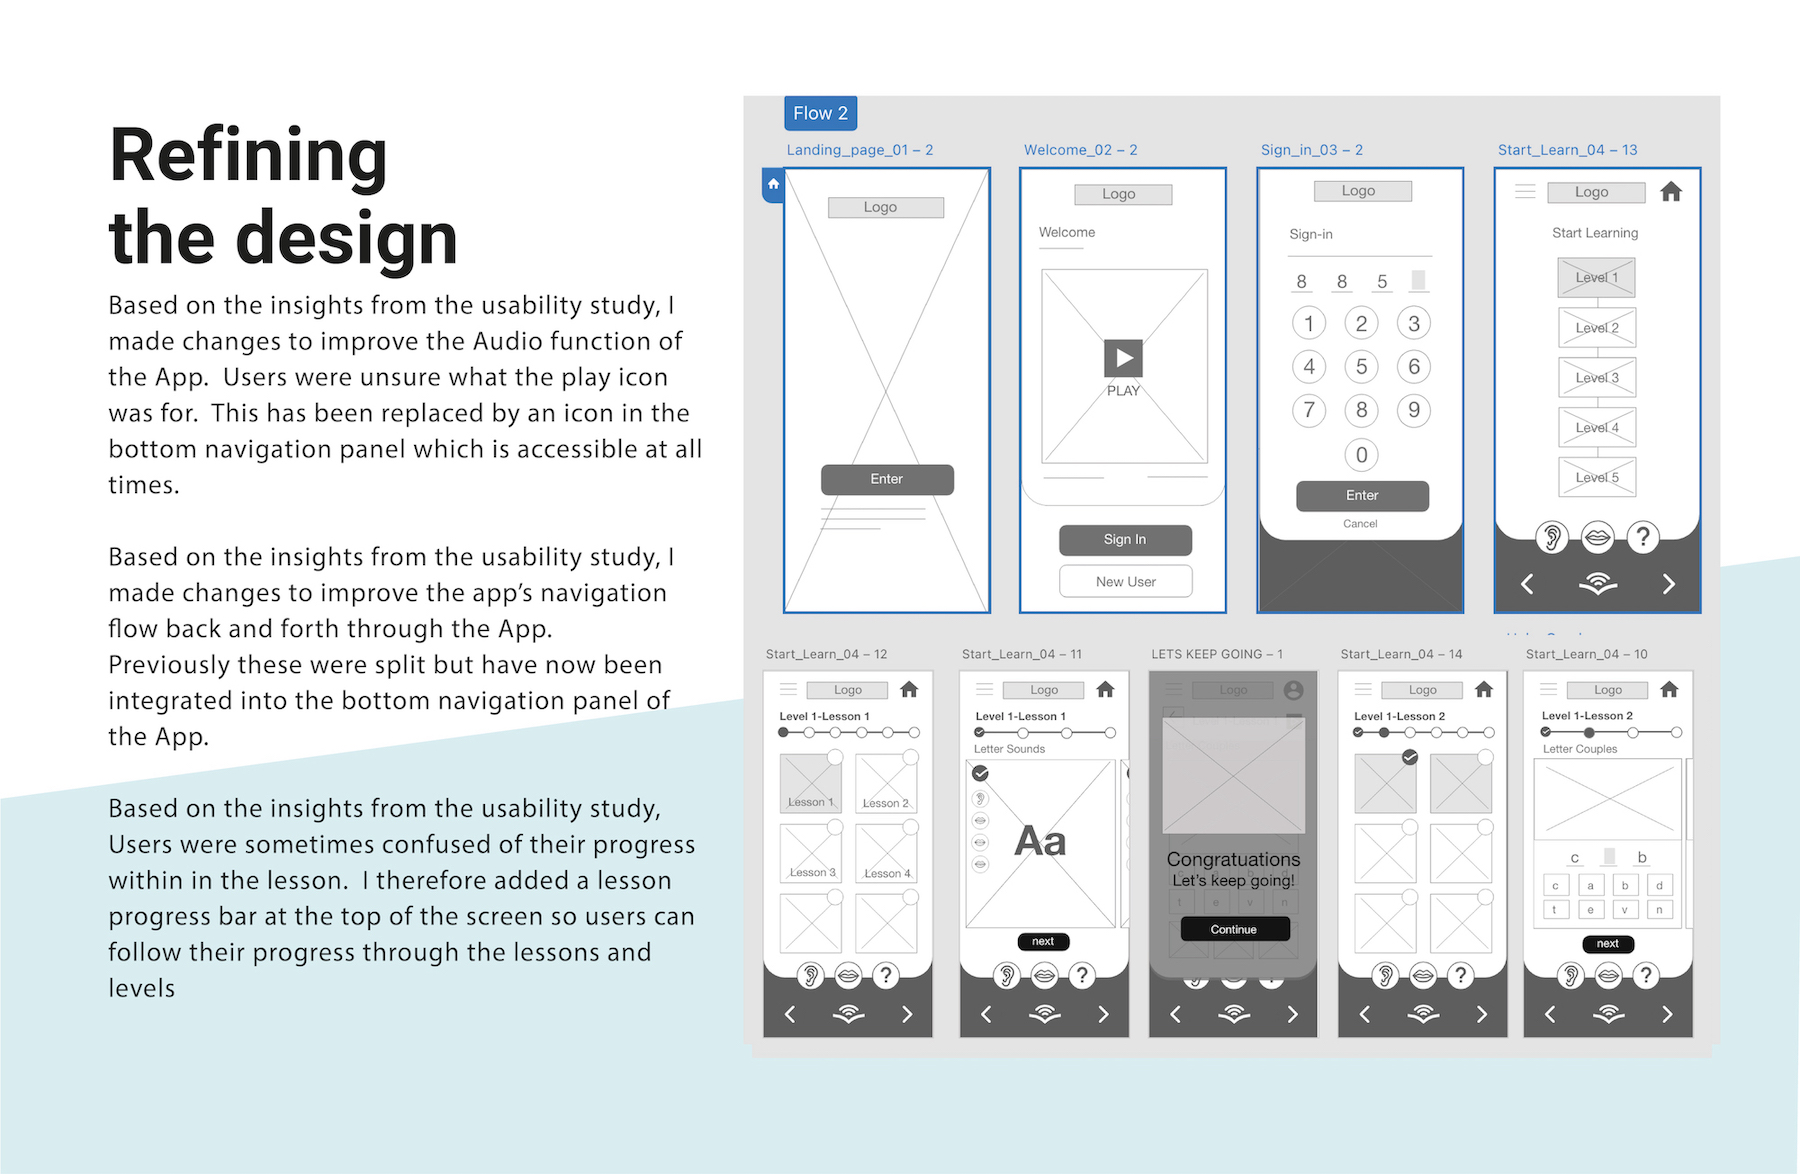 Refining
the design
Based on the insights from the usability study, I
made changes to improve the Audio function of
the App.  Users were unsure what the play icon
was for.  This has been replaced by an icon in the
bottom navigation panel which is accessible at all
times.
Based on the insights from the usability study, I
made changes to improve the app’s navigation
flow back and forth through the App.
Previously these were split but have now been
integrated into the bottom navigation panel of
the App.
Based on the insights from the usability study,
Users were sometimes confused of their progress
within in the lesson.  I therefore added a lesson
progress bar at the top of the screen so users can
follow their progress through the lessons and
levels
Flow 2
Landing_page_01 – 2
Logo
Enter
Welcome_02 – 2
Logo
Welcome
PLAY
Sign In
New User
Sign_in_03 – 2
Logo
Sign-in
8 8 5
1 2 3
4 5 6
7 8 9
0
Enter
Cancel
Start_Learn_04 – 13
Logo
Start Learning
Level 1
Level 2
Level 3
Level 4
Level 5
?
Start_Learn_04 – 12
Logo
Level 1-Lesson 1
Lesson 1 Lesson 2
Lesson 3 Lesson 4
?
Start_Learn_04 – 11
Logo
Level 1-Lesson 1
Letter Sounds
Aa
next
?
LETS KEEP GOING – 1
Logo
Congratuations
Let’s keep going!
t e v n
Continue
Start_Learn_04 – 14
Logo
Level 1-Lesson 2
?
Start_Learn_04 – 10
Logo
Level 1-Lesson 2
Letter Couples
c b
c a b d
t e v n
next
?